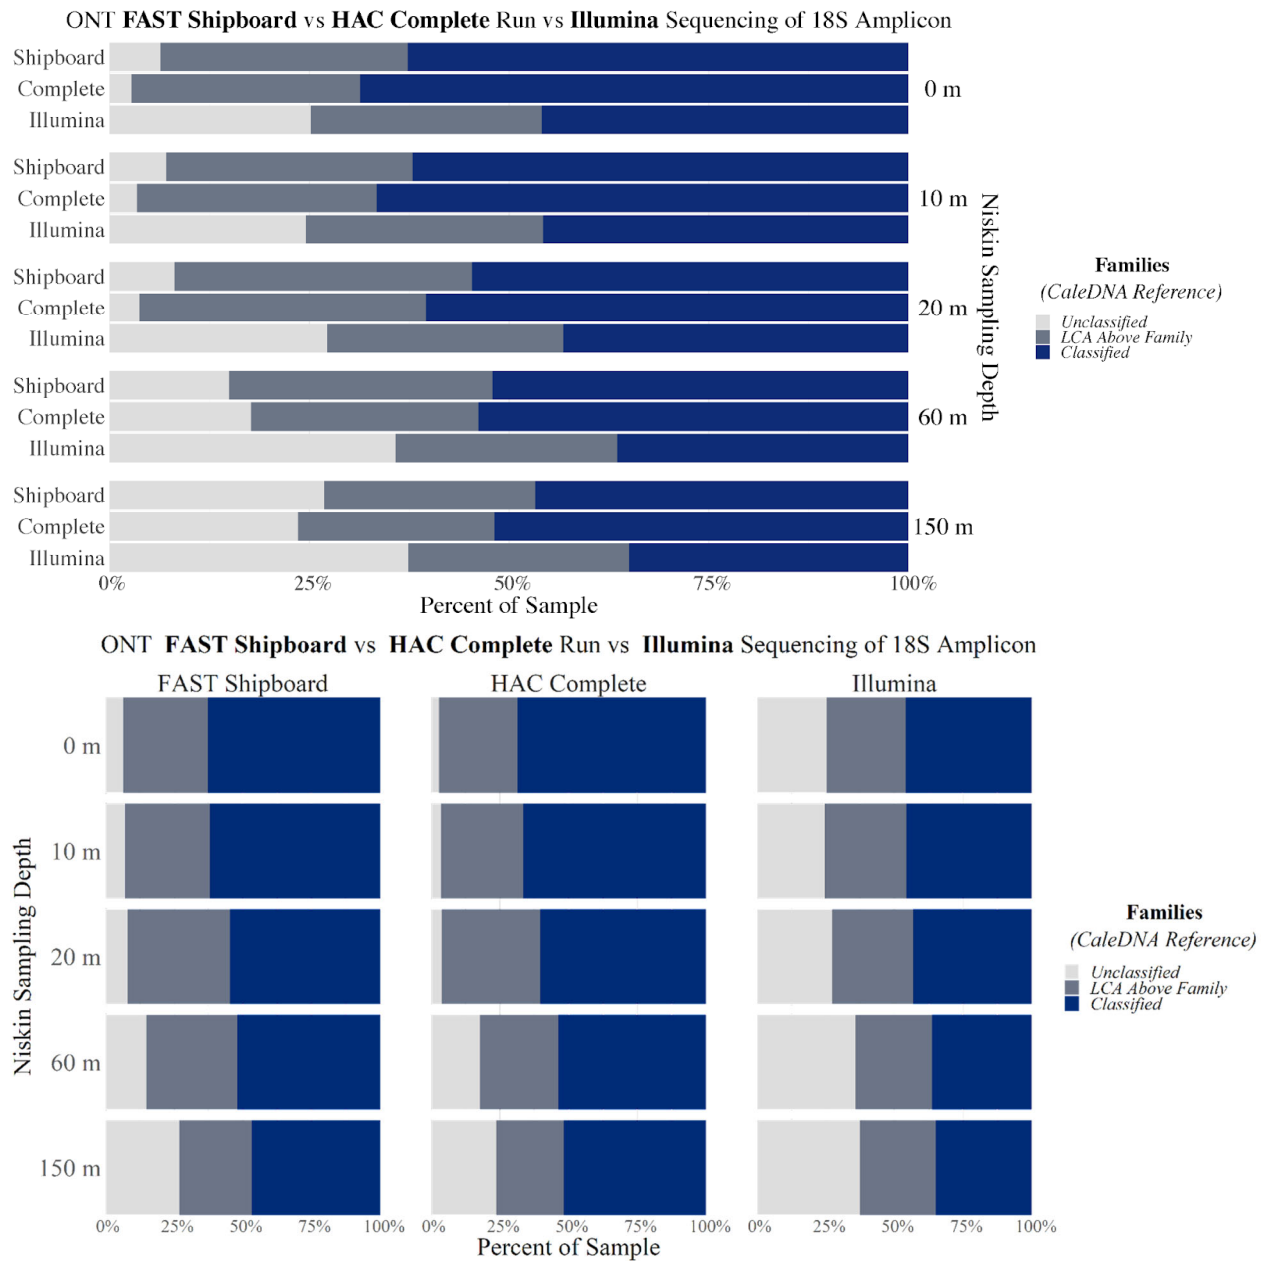 ONT FAST Shipboard vs HAC Complete Run vs Illumina Sequencing of 18S Amplicon
Shipboard
Complete
Illumina
0 m
Shipboard
Complete
Illumina
10 m
Shipboard
Complete
Illumina
20 m
Shipboard
Complete
Illumina
60 m
Shipboard
Complete
Illumina
150 m
Niskin Sampling Depth
0% 25% 50% 75% 100%
Percent of Sample
Families
(CaleDNA Reference)
Unclassified
LCA Above Family
Classified
ONT FAST Shipboard vs HAC Complete Run vs Illumina Sequencing of 18S Amplicon
FAST Shipboard HAC Complete Illumina
Niskin Sampling Depth
0 m
10 m
20 m
60 m
150 m
0% 25% 50% 75% 100% 0% 25% 50% 75% 100% 0% 25% 50% 75% 100%
Percent of Sample
Families
(CaleDNA Reference)
Unclassified
LCA Above Family
Classified